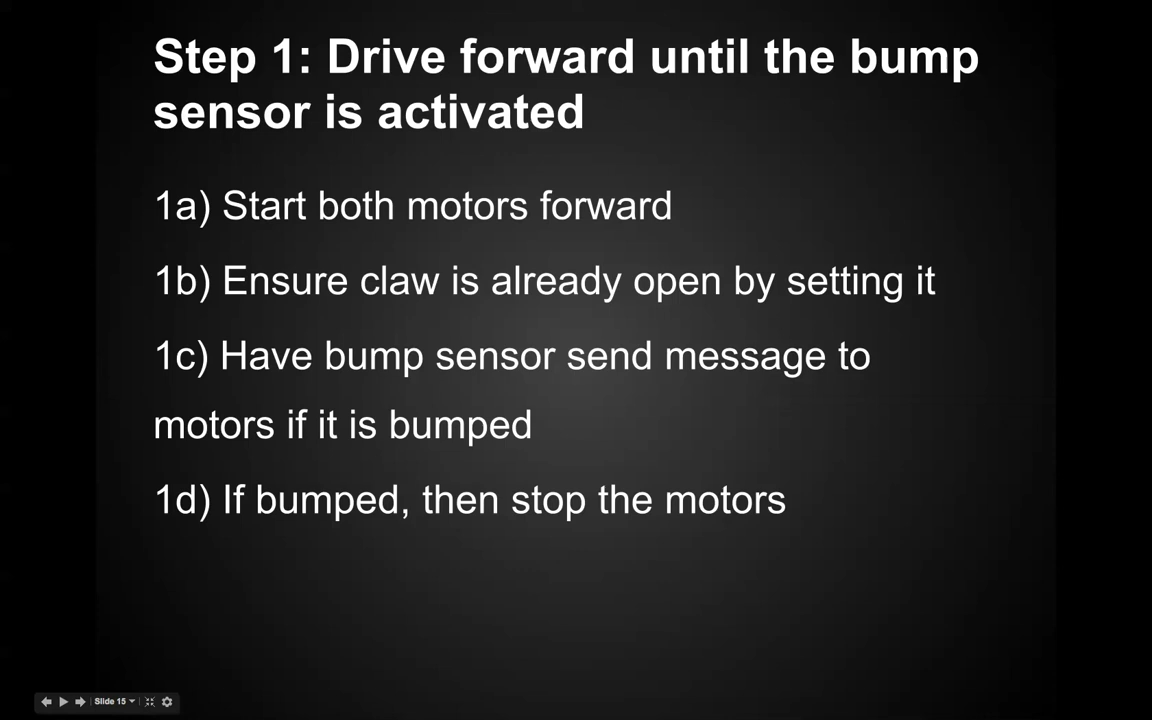 Step 1: Drive forward until the bump
sensor is activated
1a) Start both motors forward
1b) Ensure claw is already open by setting it
1c) Have bump sensor send message to
motors if it is bumped
1d) If bumped, then stop the motors
Slide 15